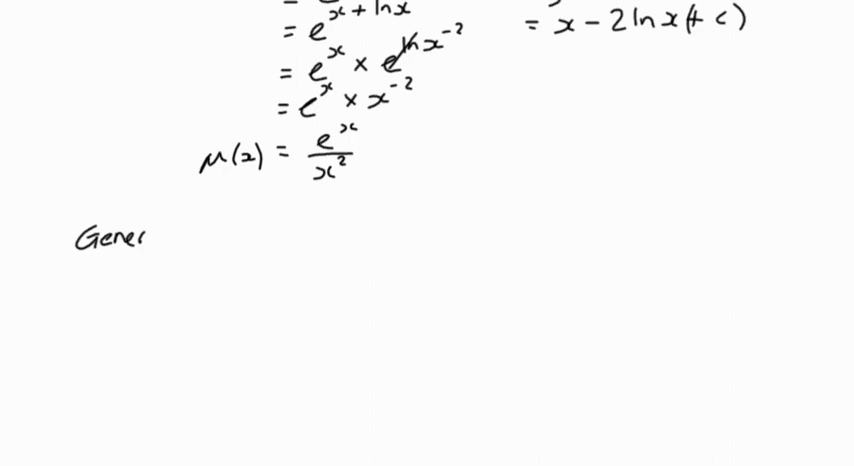 = e^{x + ln x}
= x - 2 ln x (+ c)
= e^x × e^{ln x^{-2}}
= e^x × x^{-2}
μ(x) = e^x / x^2
Gener